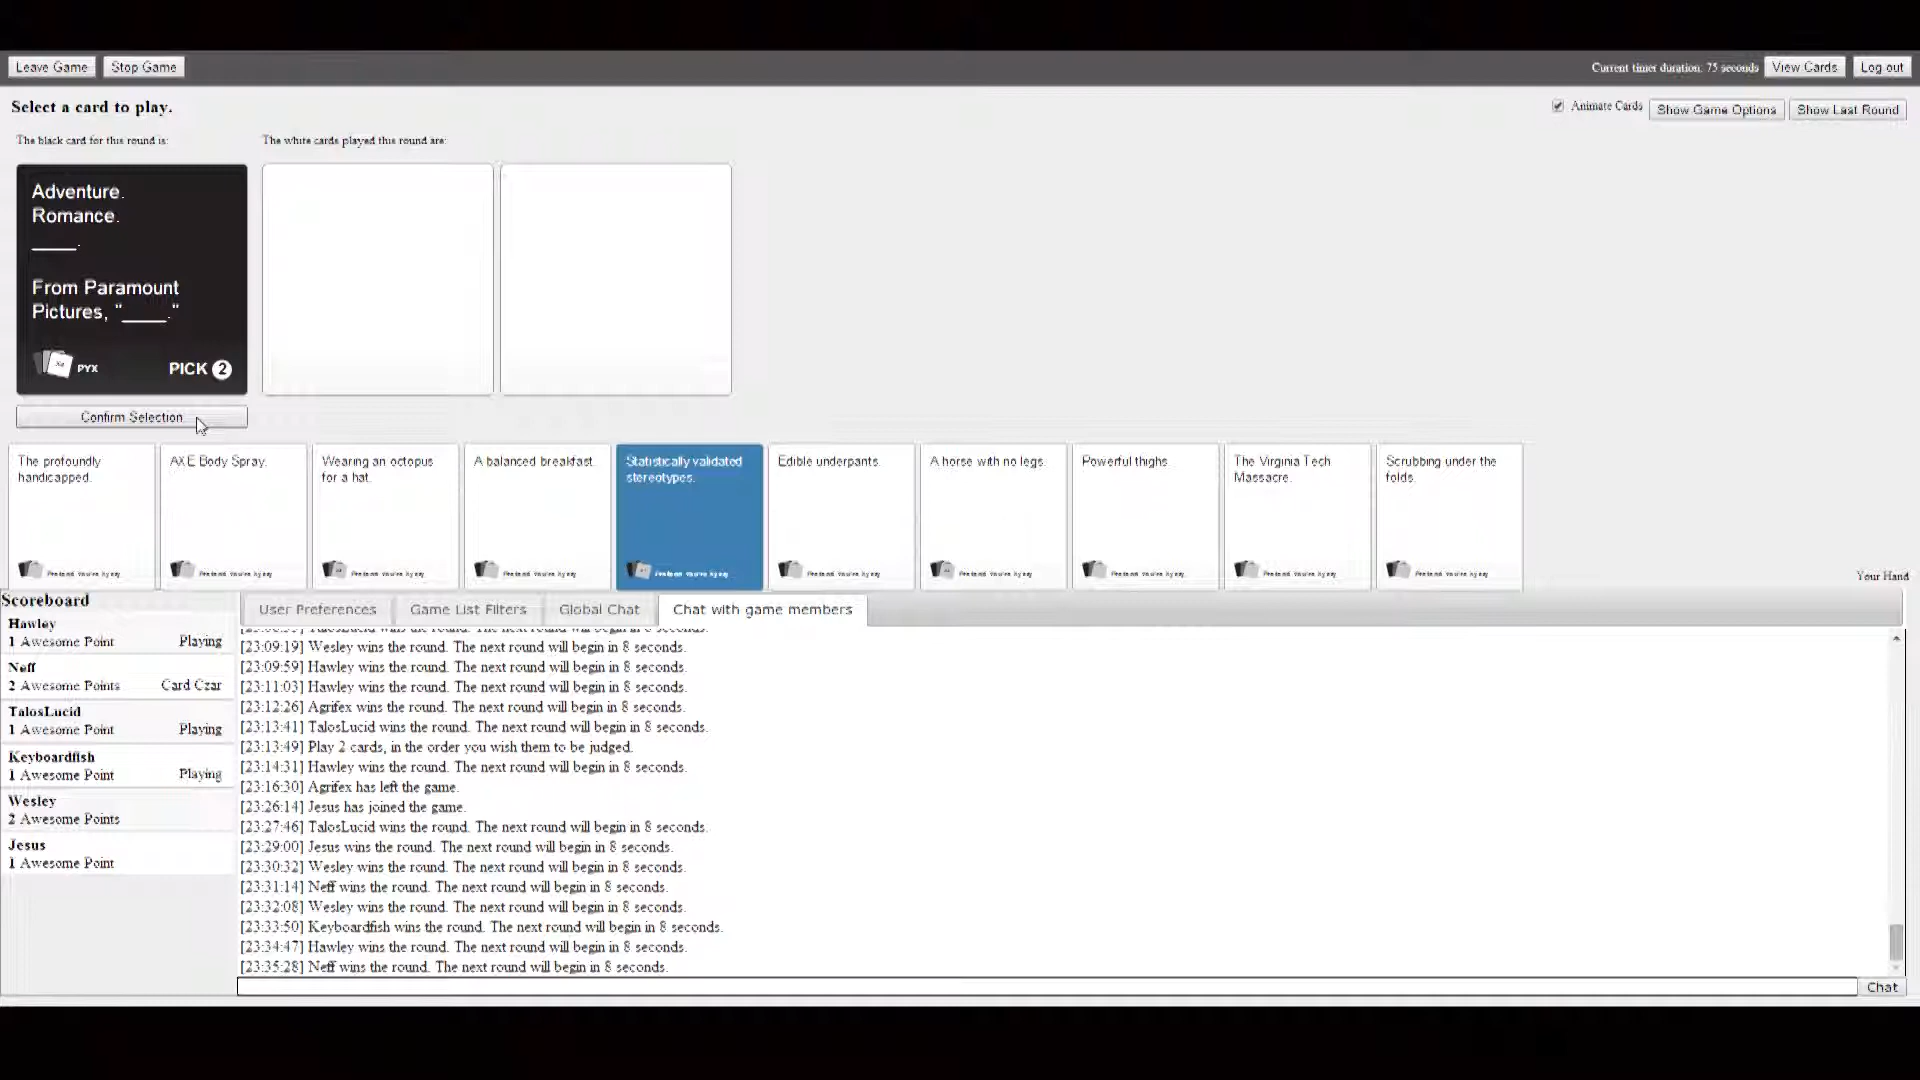 Leave Game Stop Game Current timer duration: 75 seconds View Cards Log out
Select a card to play. Animate Cards Show Game Options Show Last Round
The black card for this round is: The white cards played this round are:
Adventure.
Romance.
____.
From Paramount
Pictures, "____."
PYX PICK 2
Confirm Selection
The profoundly
handicapped.
AXE Body Spray.
Wearing an octopus
for a hat.
A balanced breakfast.
Statistically validated
stereotypes.
Edible underpants.
A horse with no legs.
Powerful thighs.
The Virginia Tech
Massacre.
Scrubbing under the
folds.
Your Hand
Scoreboard
Hawley
1 Awesome Point Playing
Neff
2 Awesome Points Card Czar
TalosLucid
1 Awesome Point Playing
Keyboardfish
1 Awesome Point Playing
Wesley
2 Awesome Points
Jesus
1 Awesome Point
User Preferences Game List Filters Global Chat Chat with game members
[23:09:19] Wesley wins the round. The next round will begin in 8 seconds.
[23:09:59] Hawley wins the round. The next round will begin in 8 seconds.
[23:11:03] Hawley wins the round. The next round will begin in 8 seconds.
[23:12:26] Agrifex wins the round. The next round will begin in 8 seconds.
[23:13:41] TalosLucid wins the round. The next round will begin in 8 seconds.
[23:13:49] Play 2 cards, in the order you wish them to be judged.
[23:14:31] Hawley wins the round. The next round will begin in 8 seconds.
[23:16:30] Agrifex has left the game.
[23:26:14] Jesus has joined the game.
[23:27:46] TalosLucid wins the round. The next round will begin in 8 seconds.
[23:29:00] Jesus wins the round. The next round will begin in 8 seconds.
[23:30:32] Wesley wins the round. The next round will begin in 8 seconds.
[23:31:14] Neff wins the round. The next round will begin in 8 seconds.
[23:32:08] Wesley wins the round. The next round will begin in 8 seconds.
[23:33:50] Keyboardfish wins the round. The next round will begin in 8 seconds.
[23:34:47] Hawley wins the round. The next round will begin in 8 seconds.
[23:35:28] Neff wins the round. The next round will begin in 8 seconds.
Chat